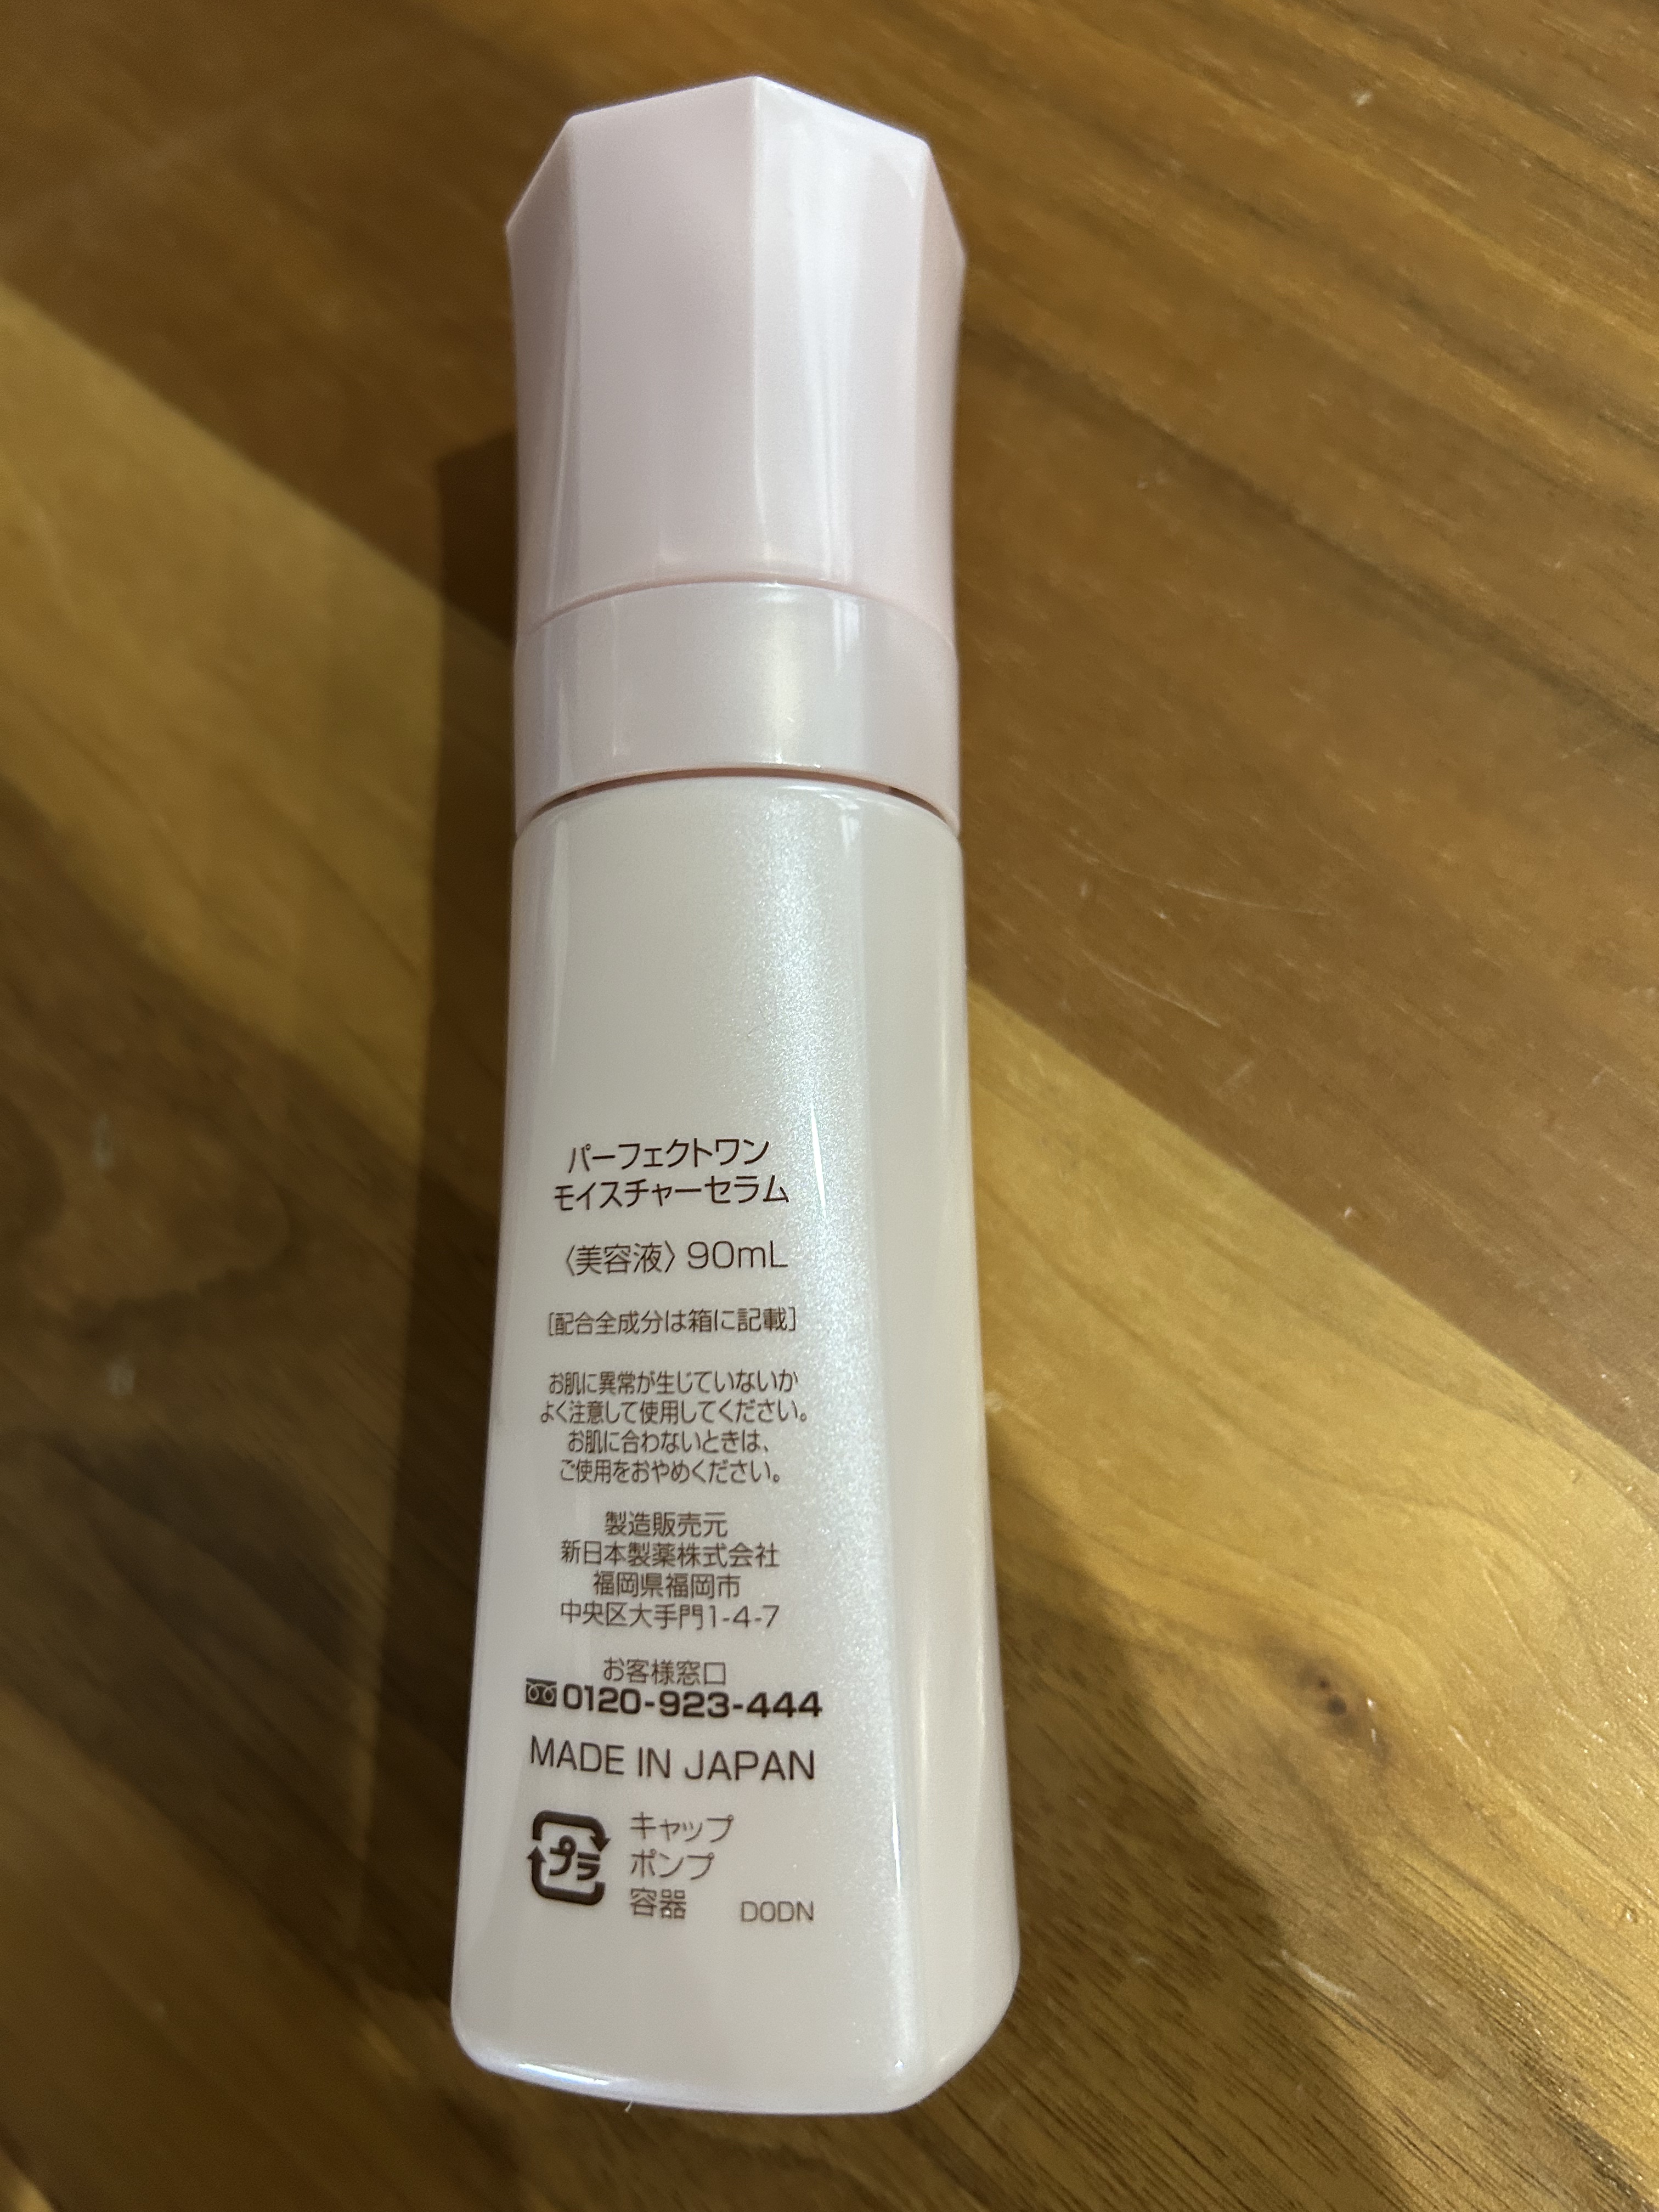 パーフェクトワン
モイスチャーセラム
〈美容液〉90mL
[配合全成分は箱に記載]
お肌に異常が生じていないか
よく注意して使用してください。
お肌に合わないときは、
ご使用をおやめください。
製造販売元
新日本製薬株式会社
福岡県福岡市
中央区大手門1-4-7
お客様窓口
0120-923-444
MADE IN JAPAN
プラ
キャップ
ポンプ
容器 DODN